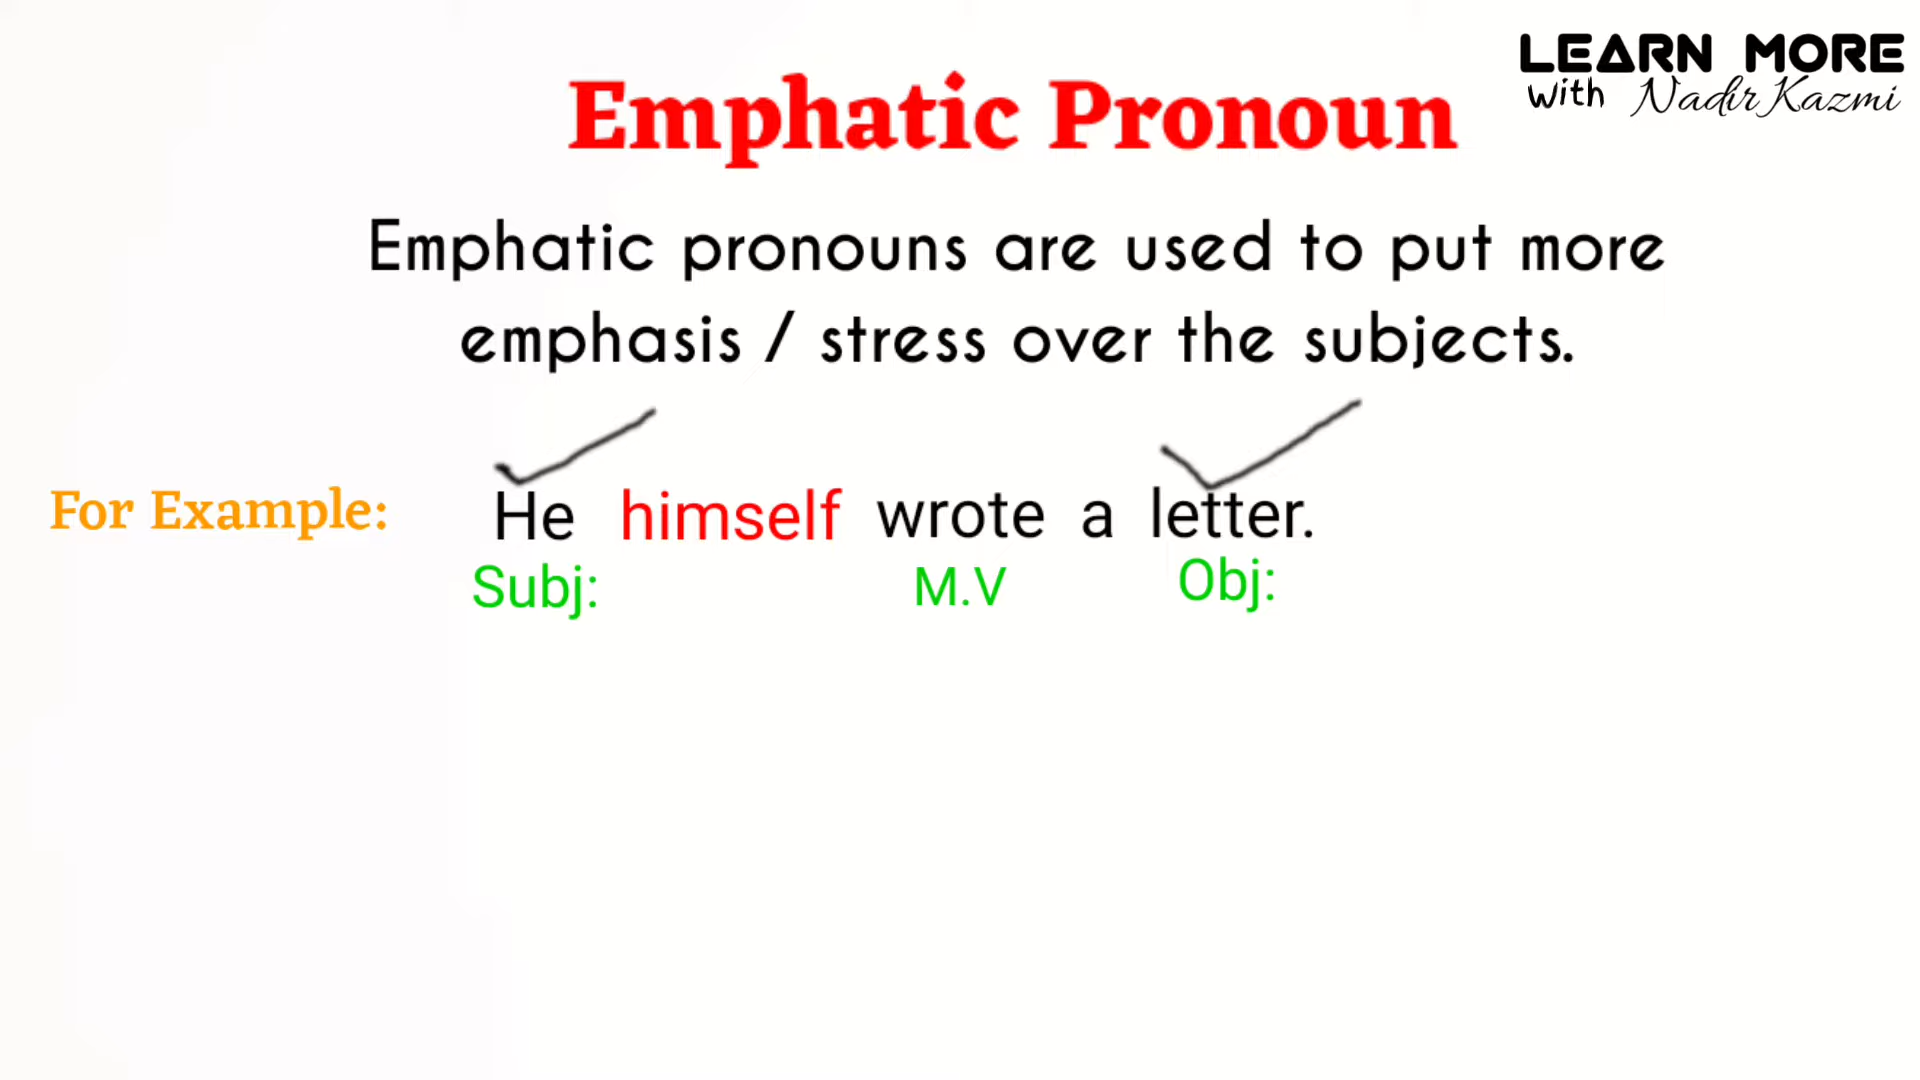 LEARN MORE
with Nadir Kazmi
Emphatic Pronoun
Emphatic pronouns are used to put more
emphasis / stress over the subjects.
For Example: He himself wrote a letter.
Subj: M.V Obj: